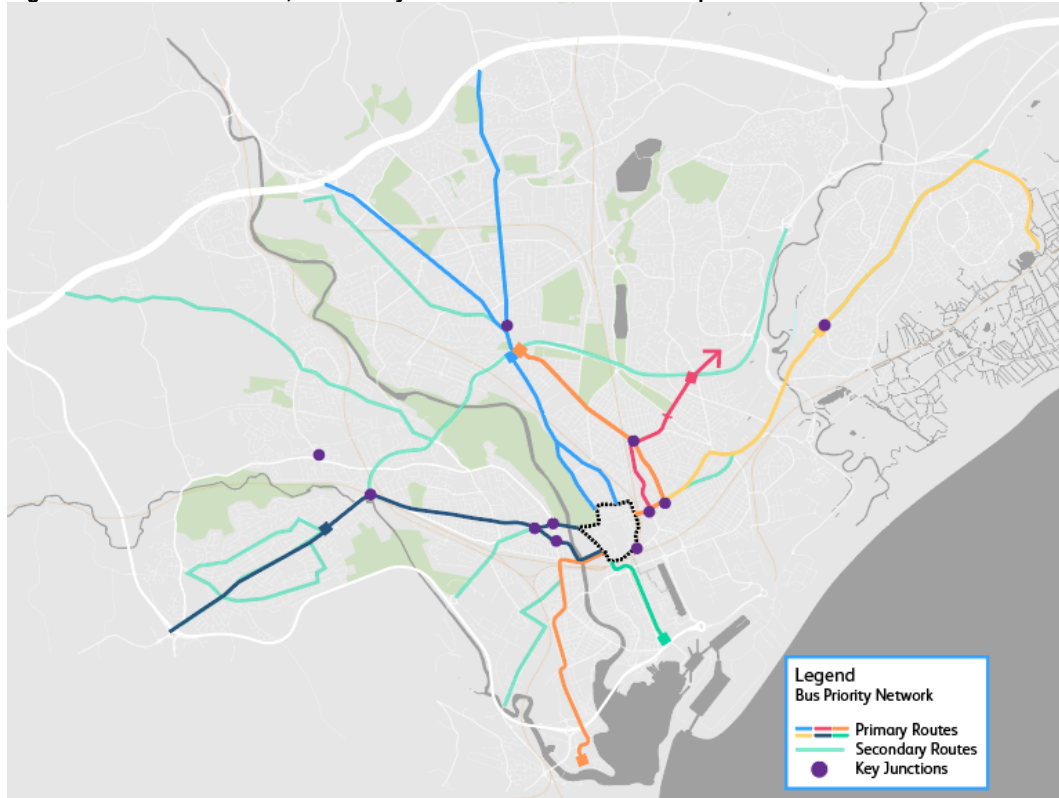 Legend
Bus Priority Network
Primary Routes
Secondary Routes
Key Junctions